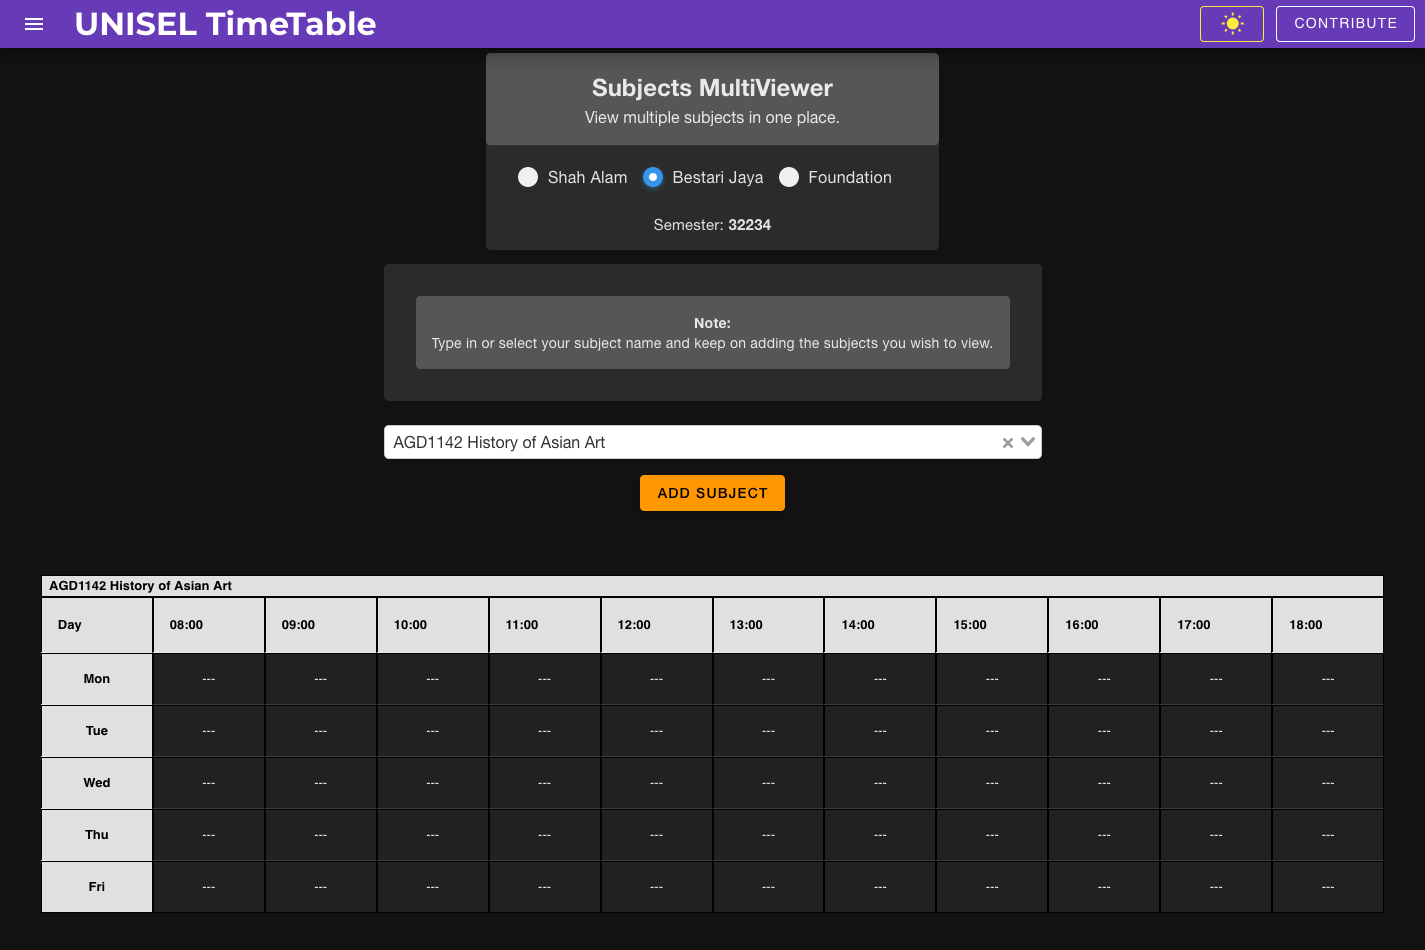 UNISEL TimeTable
CONTRIBUTE
Subjects MultiViewer
View multiple subjects in one place.
Shah Alam Bestari Jaya Foundation
Semester: 32234
Note:
Type in or select your subject name and keep on adding the subjects you wish to view.
AGD1142 History of Asian Art
ADD SUBJECT
AGD1142 History of Asian Art
Day 08:00 09:00 10:00 11:00 12:00 13:00 14:00 15:00 16:00 17:00 18:00
Mon --- --- --- --- --- --- --- --- --- --- ---
Tue --- --- --- --- --- --- --- --- --- --- ---
Wed --- --- --- --- --- --- --- --- --- --- ---
Thu --- --- --- --- --- --- --- --- --- --- ---
Fri --- --- --- --- --- --- --- --- --- --- ---